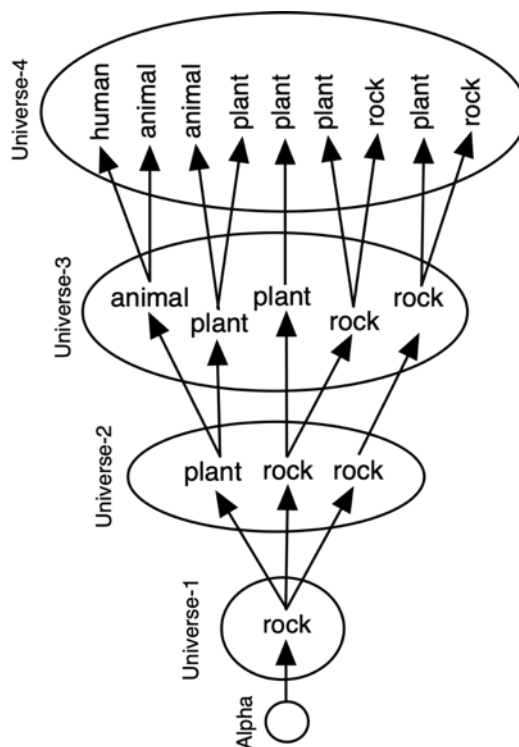 Universe-4
human animal animal plant plant plant rock plant rock
Universe-3
animal plant plant rock rock
Universe-2
plant rock rock
Universe-1
rock
Alpha